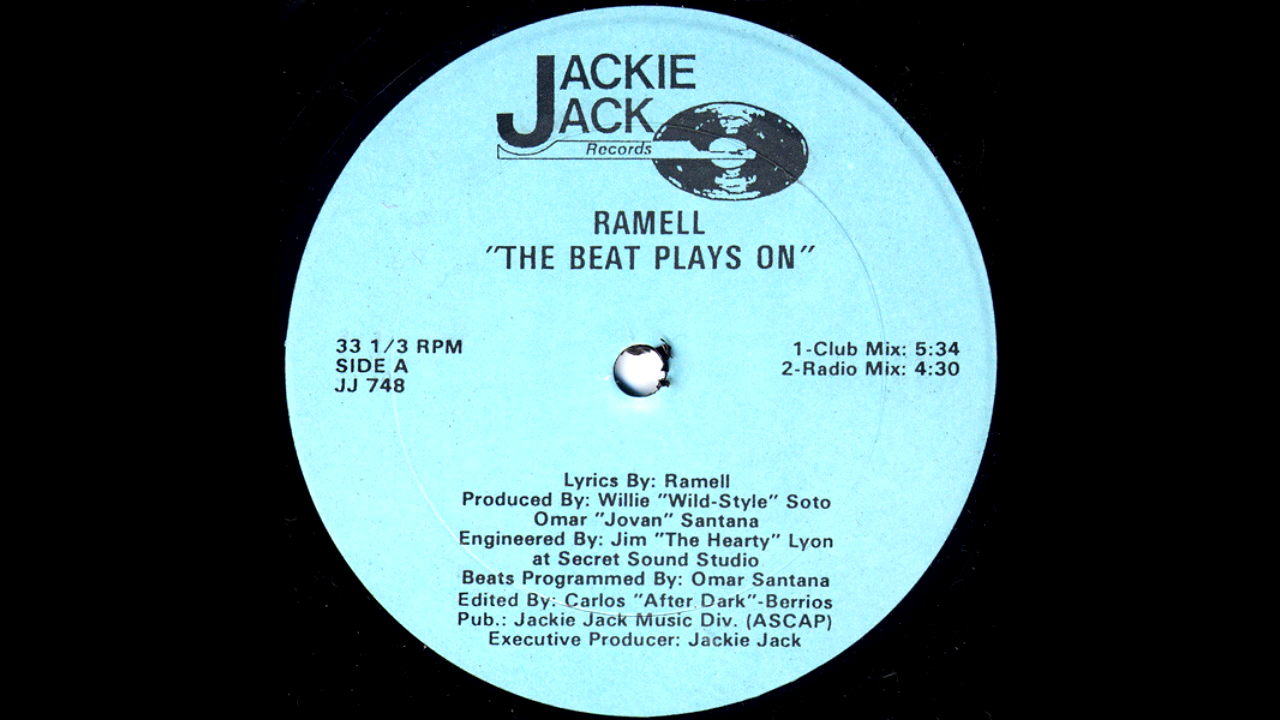 JACKIE
JACK
Records
RAMELL
"THE BEAT PLAYS ON"
33 1/3 RPM
SIDE A
JJ 748
1-Club Mix: 5:34
2-Radio Mix: 4:30
Lyrics By: Ramell
Produced By: Willie "Wild-Style" Soto
Omar "Jovan" Santana
Engineered By: Jim "The Hearty" Lyon
at Secret Sound Studio
Beats Programmed By: Omar Santana
Edited By: Carlos "After Dark"-Berrios
Pub.: Jackie Jack Music Div. (ASCAP)
Executive Producer: Jackie Jack